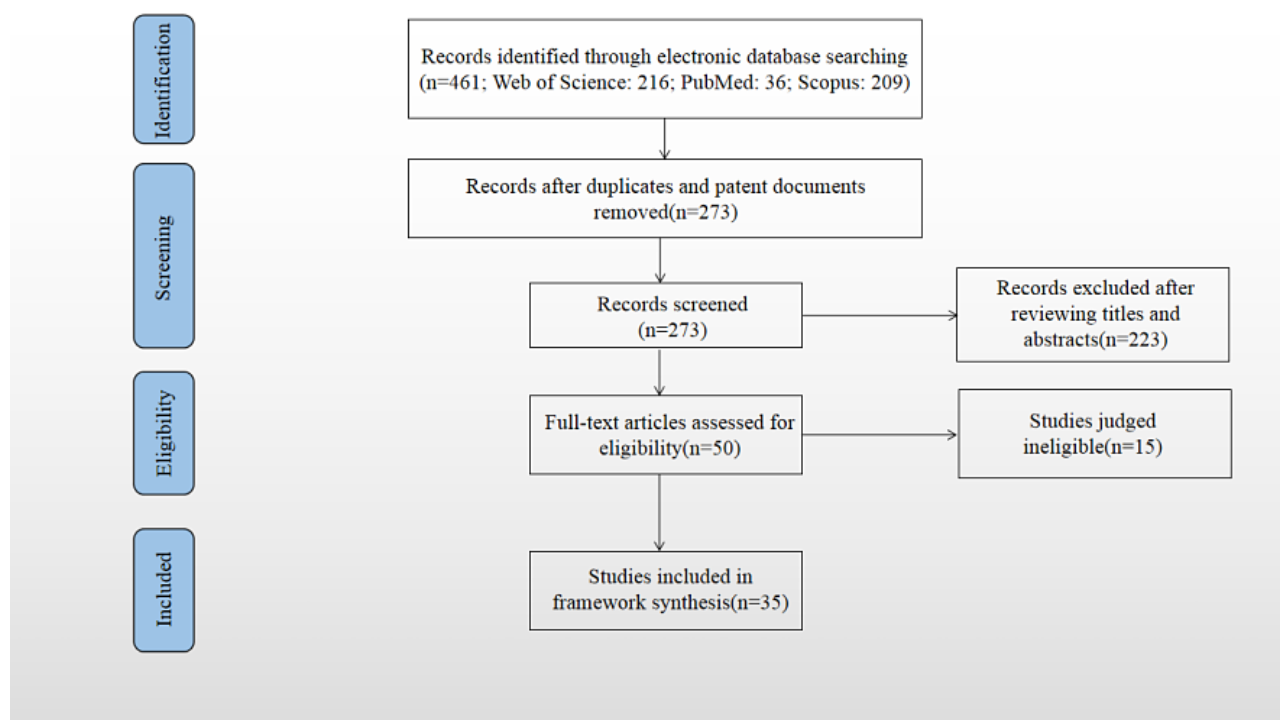 Identification
Records identified through electronic database searching
(n=461; Web of Science: 216; PubMed: 36; Scopus: 209)
Screening
Records after duplicates and patent documents
removed(n=273)
Records screened
(n=273)
Records excluded after
reviewing titles and
abstracts(n=223)
Eligibility
Full-text articles assessed for
eligibility(n=50)
Studies judged
ineligible(n=15)
Included
Studies included in
framework synthesis(n=35)